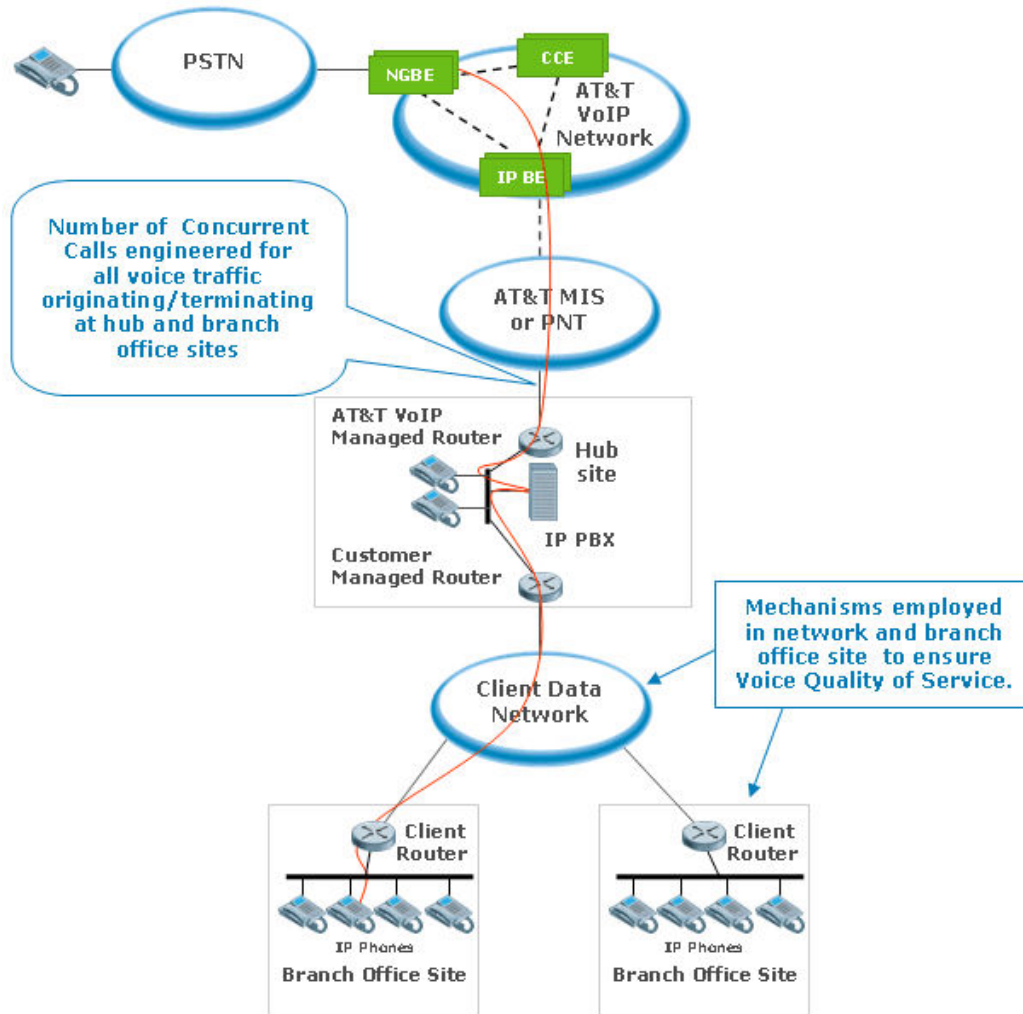 PSTN
NGBE
CCE
AT&T
VoIP
Network
IP BE
Number of Concurrent
Calls engineered for
all voice traffic
originating/terminating
at hub and branch
office sites
AT&T MIS
or PNT
AT&T VoIP
Managed Router
Hub
site
IP PBX
Customer
Managed Router
Mechanisms employed
in network and branch
office site to ensure
Voice Quality of Service.
Client Data
Network
Client
Router
IP Phones
Branch Office Site
Client
Router
IP Phones
Branch Office Site